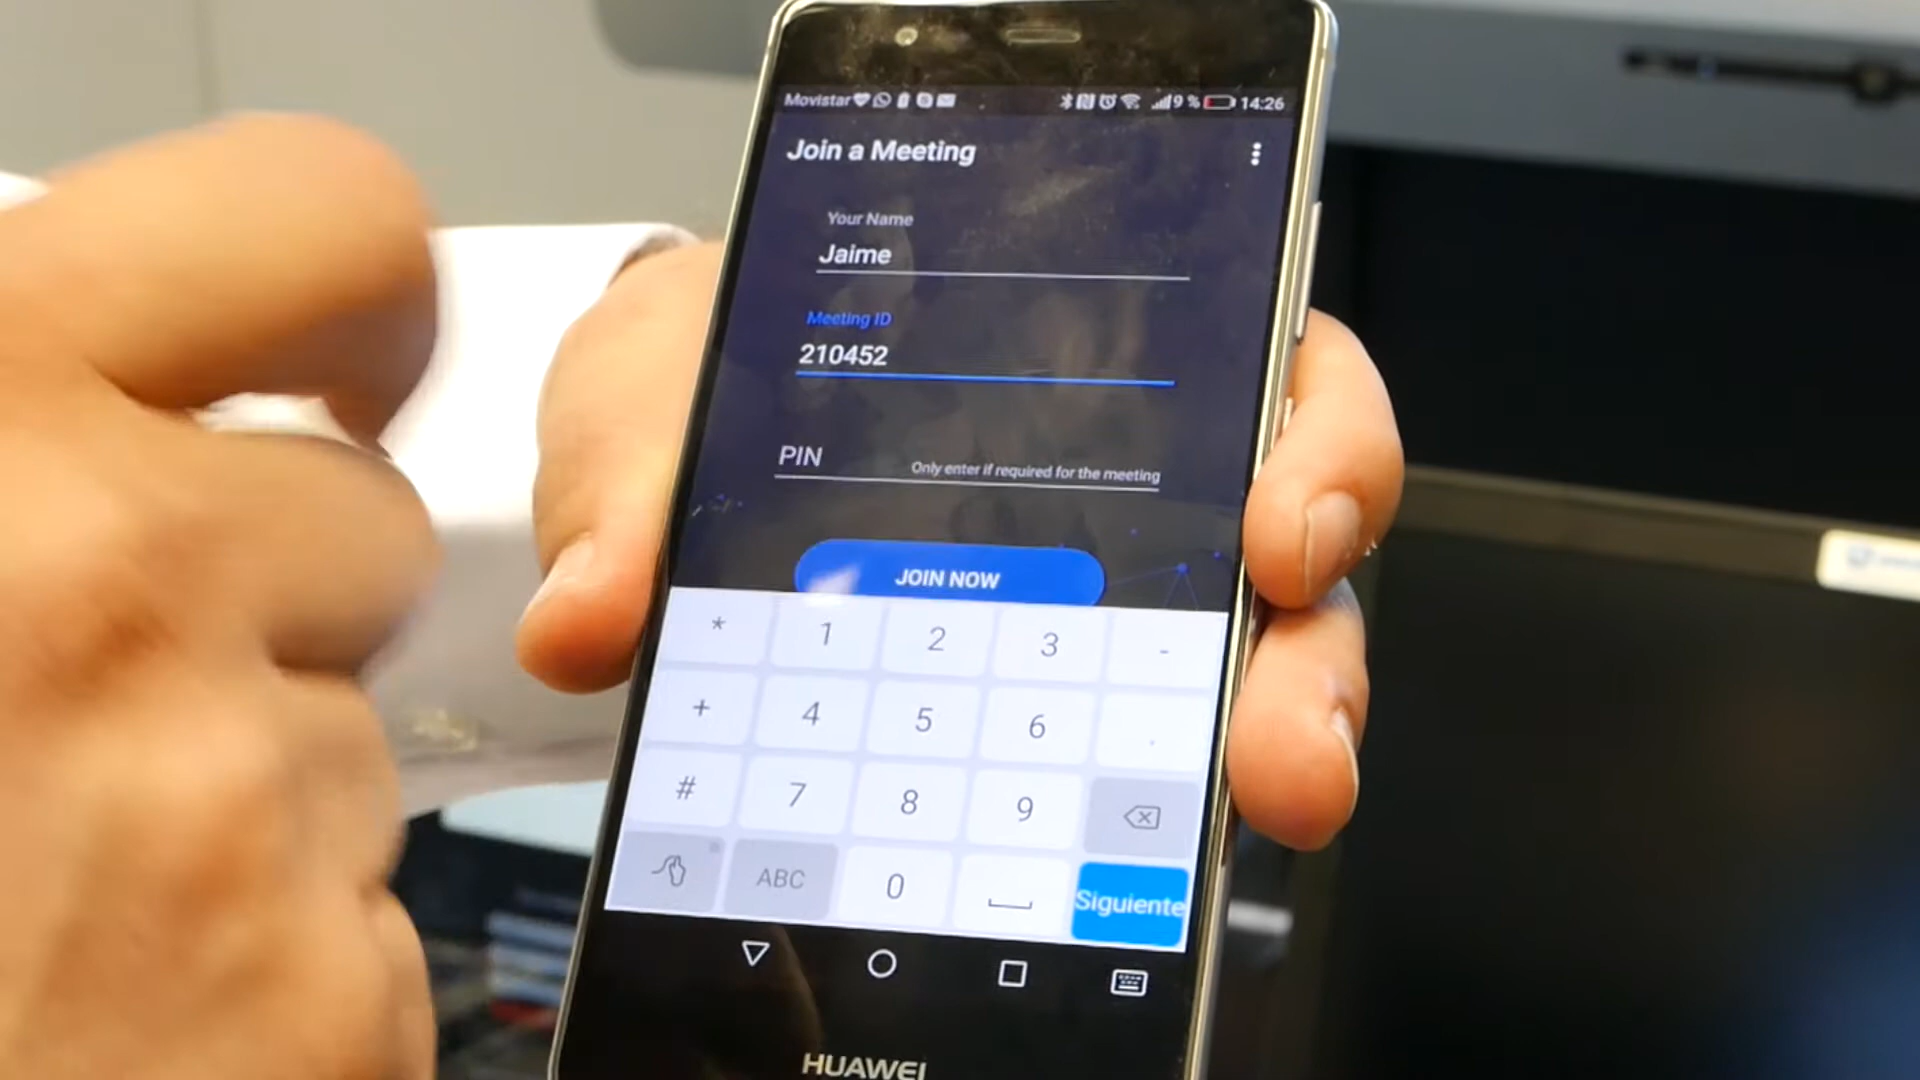 Movistar 9 % 14:26
Join a Meeting
Your Name
Jaime
Meeting ID
210452
PIN Only enter if required for the meeting
JOIN NOW
* 1 2 3 -
+ 4 5 6 .
# 7 8 9
ABC 0 Siguiente
HUAWEI